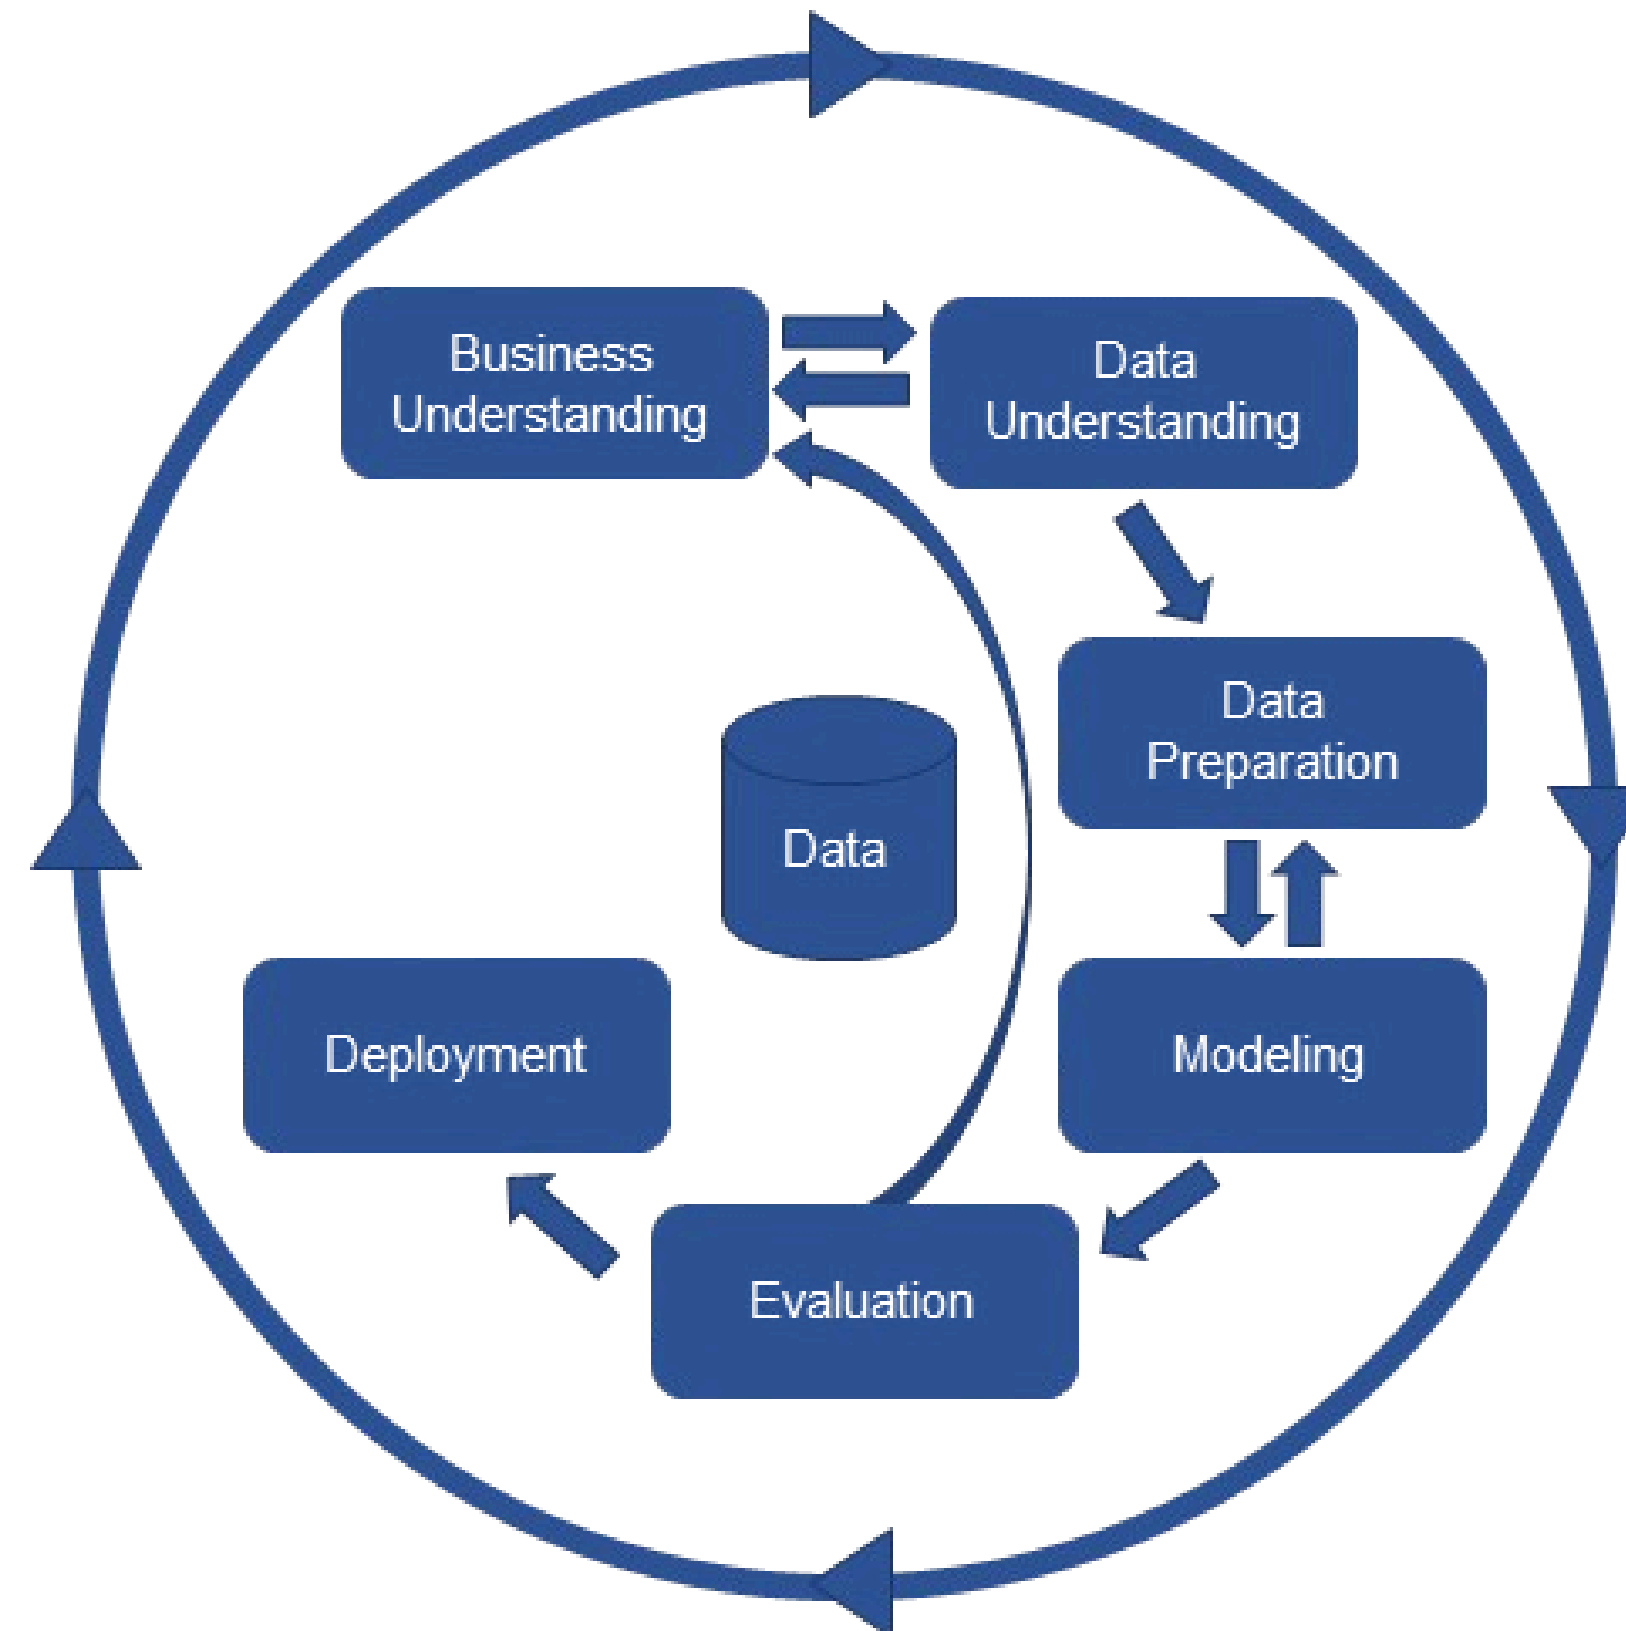 Business
Understanding
Data
Understanding
Data
Preparation
Data
Deployment
Modeling
Evaluation